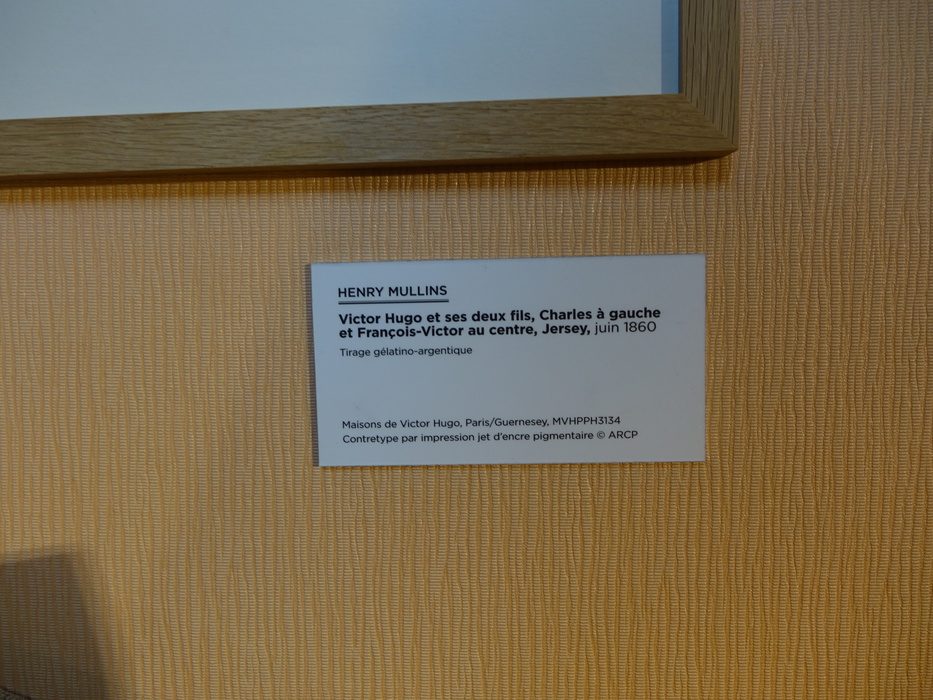 HENRY MULLINS
Victor Hugo et ses deux fils, Charles à gauche
et François-Victor au centre, Jersey, juin 1860
Tirage gélatino-argentique
Maisons de Victor Hugo, Paris/Guernesey, MVHPPH3134
Contretype par impression jet d'encre pigmentaire © ARCP